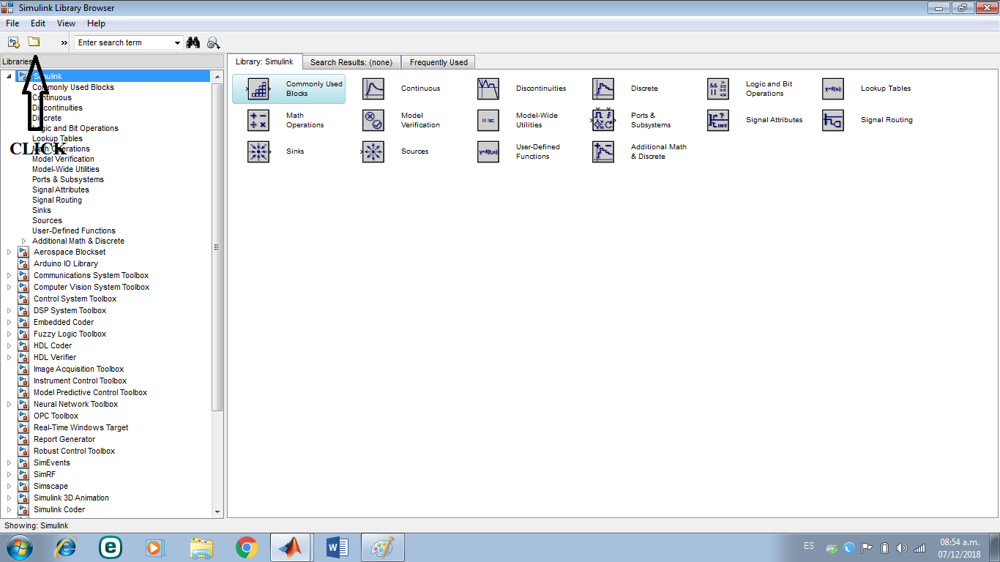 Simulink Library Browser
File Edit View Help
» Enter search term
Libraries
Library: Simulink Search Results: (none) Frequently Used
Simulink
Commonly Used Blocks
Continuous
Discontinuities
Discrete
Logic and Bit Operations
Lookup Tables
Math Operations
CLICK
Model Verification
Model-Wide Utilities
Ports & Subsystems
Signal Attributes
Signal Routing
Sinks
Sources
User-Defined Functions
Additional Math & Discrete
Aerospace Blockset
Arduino IO Library
Communications System Toolbox
Computer Vision System Toolbox
Control System Toolbox
DSP System Toolbox
Embedded Coder
Fuzzy Logic Toolbox
HDL Coder
HDL Verifier
Image Acquisition Toolbox
Instrument Control Toolbox
Model Predictive Control Toolbox
Neural Network Toolbox
OPC Toolbox
Real-Time Windows Target
Report Generator
Robust Control Toolbox
SimEvents
SimRF
Simscape
Simulink 3D Animation
Simulink Coder
Commonly Used
Blocks
Continuous
Discontinuities
Discrete
&& >
|| >=
<=
Logic and Bit
Operations
y=f(u)
Lookup Tables
+ −
÷ ×
Math
Operations
Model
Verification
Misc
Model-Wide
Utilities
Ports &
Subsystems
?
INT
Signal Attributes
Signal Routing
Sinks
Sources
y=f(t,u)
User-Defined
Functions
+ −
Additional Math
& Discrete
Showing: Simulink
ES
08:54 a.m.
07/12/2018